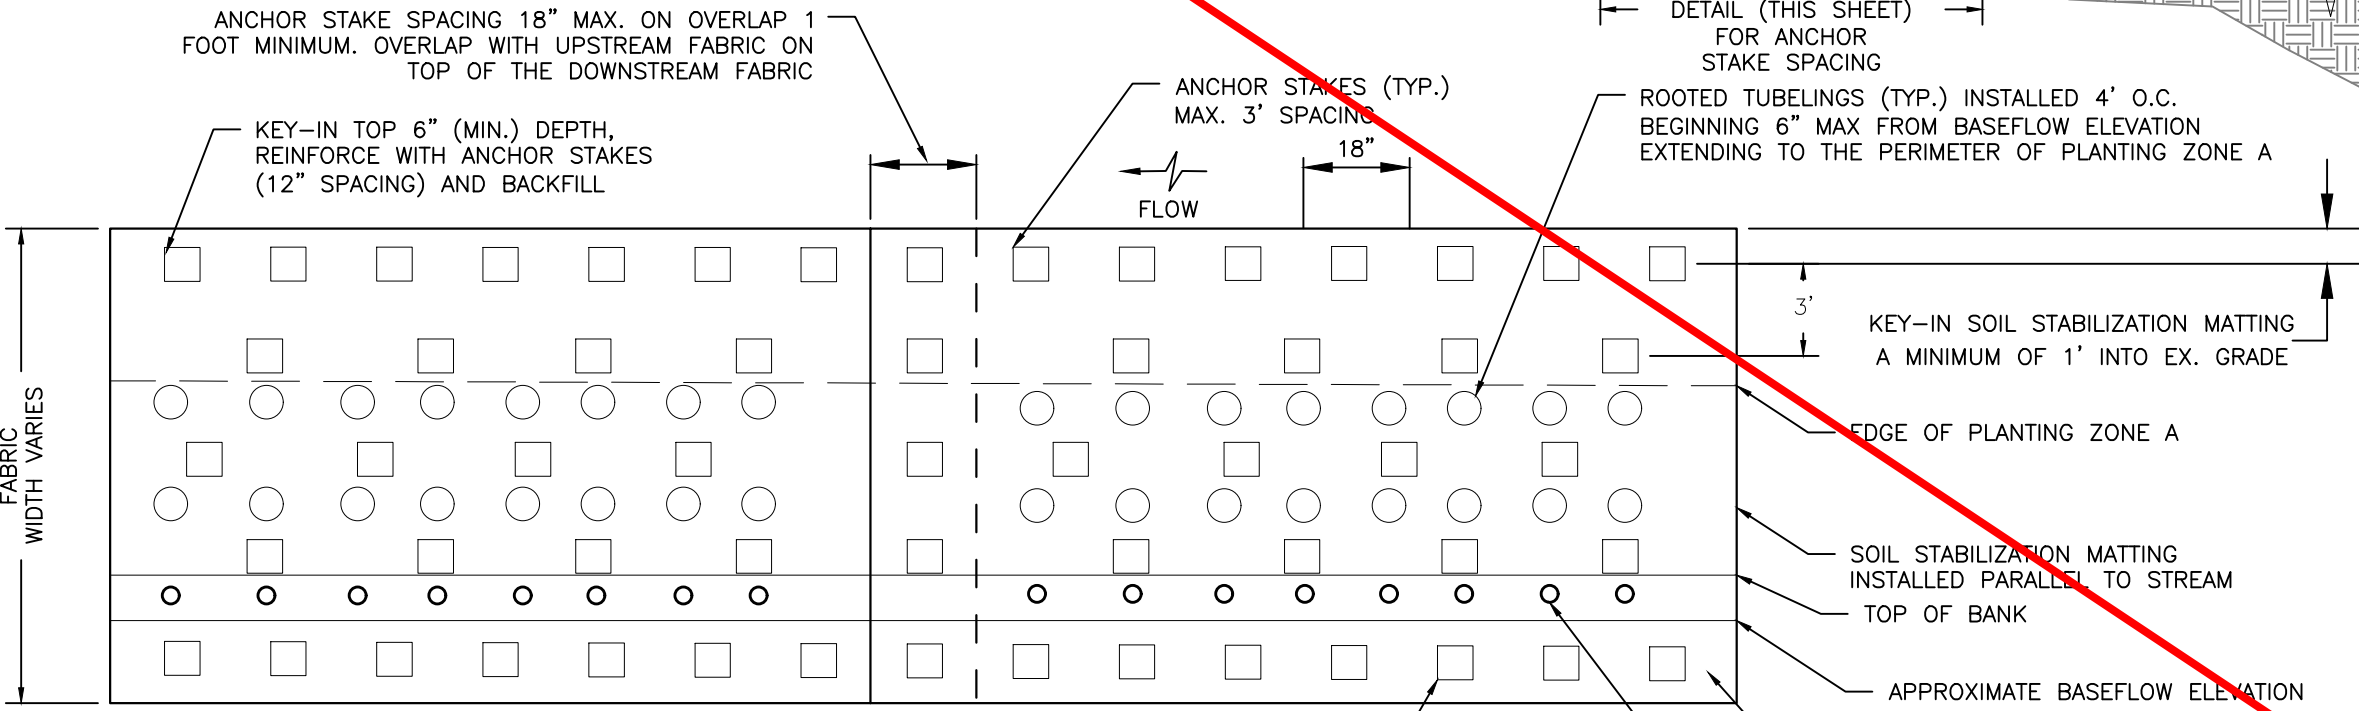 ANCHOR STAKE SPACING 18" MAX. ON OVERLAP 1
FOOT MINIMUM. OVERLAP WITH UPSTREAM FABRIC ON
TOP OF THE DOWNSTREAM FABRIC
DETAIL (THIS SHEET)
FOR ANCHOR
STAKE SPACING
KEY-IN TOP 6" (MIN.) DEPTH,
REINFORCE WITH ANCHOR STAKES
(12" SPACING) AND BACKFILL
ANCHOR STAKES (TYP.)
MAX. 3' SPACING
18"
FLOW
ROOTED TUBELINGS (TYP.) INSTALLED 4' O.C.
BEGINNING 6" MAX FROM BASEFLOW ELEVATION
EXTENDING TO THE PERIMETER OF PLANTING ZONE A
3'
KEY-IN SOIL STABILIZATION MATTING
A MINIMUM OF 1' INTO EX. GRADE
FABRIC
WIDTH VARIES
EDGE OF PLANTING ZONE A
SOIL STABILIZATION MATTING
INSTALLED PARALLEL TO STREAM
TOP OF BANK
APPROXIMATE BASEFLOW ELEVATION